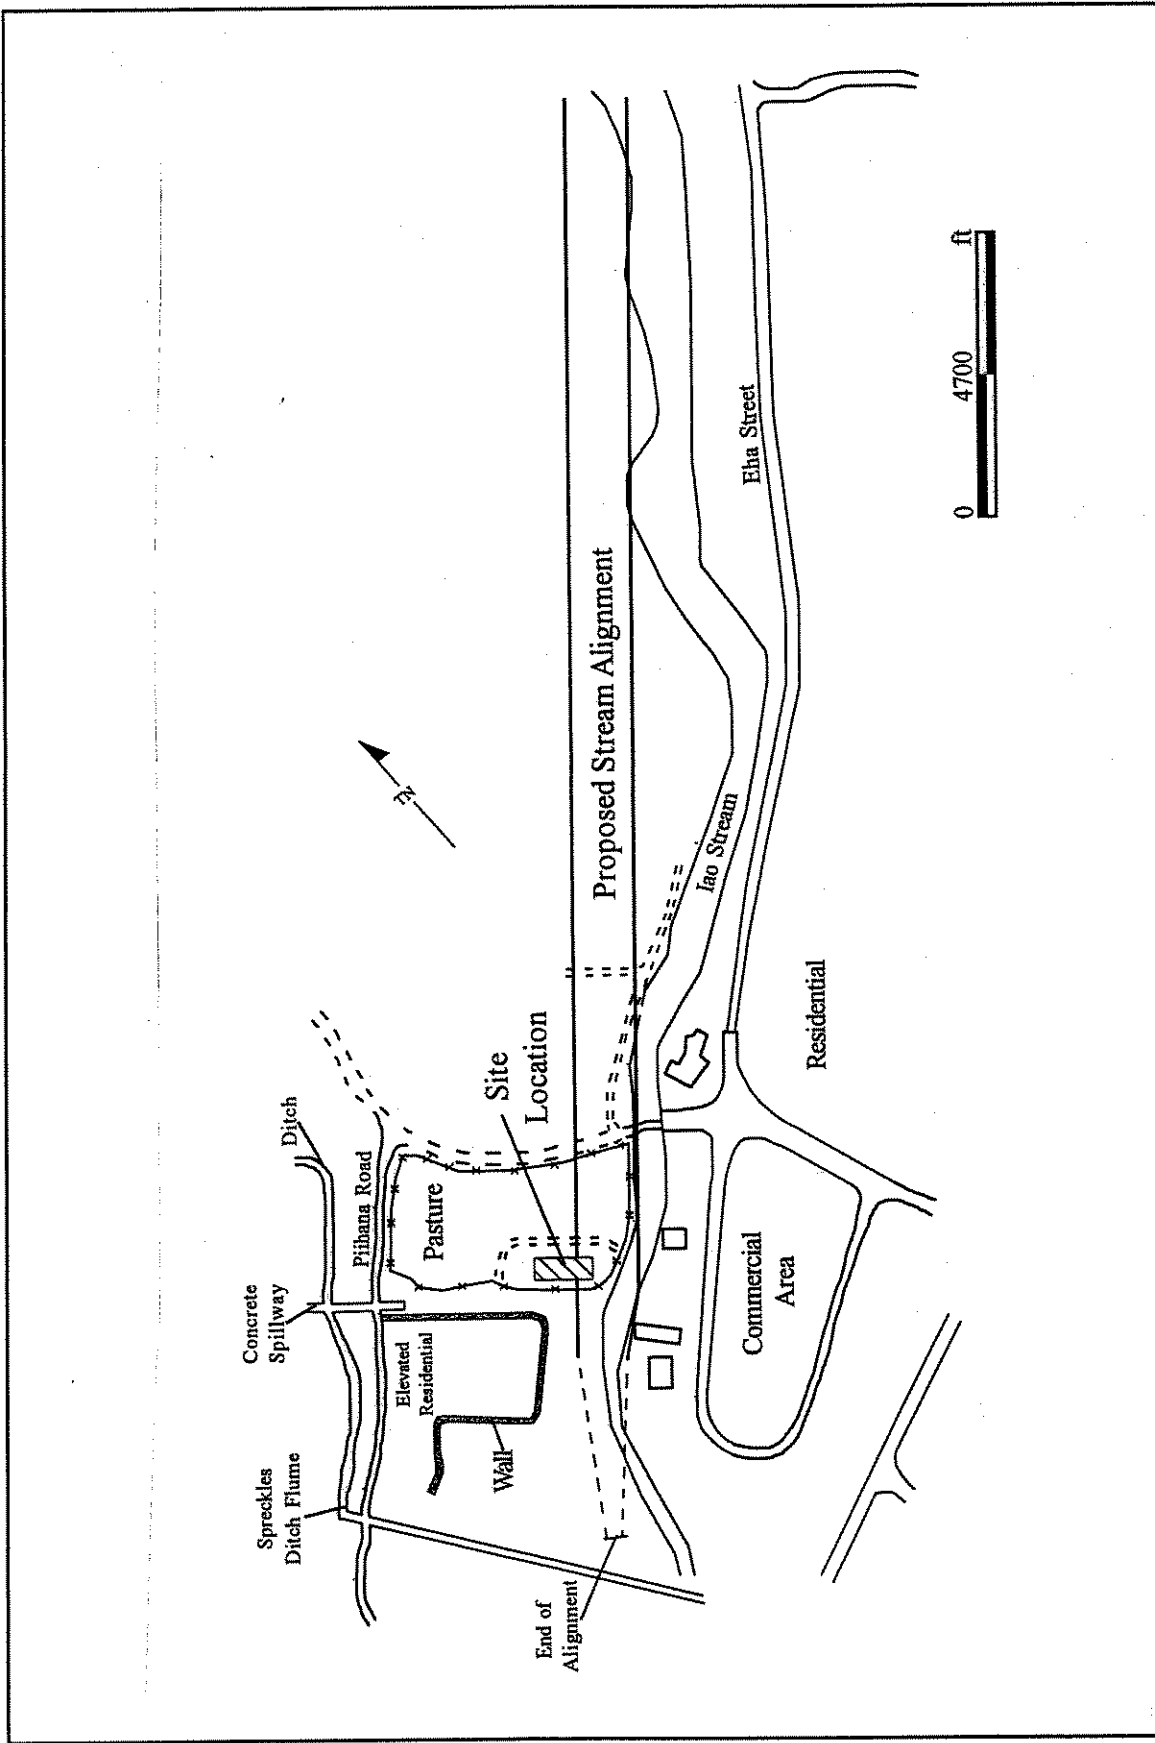 Concrete
Spillway
Ditch
Spreckles
Ditch Flume
Piihana Road
Elevated
Residential
Pasture
Wall
Site
Location
N
End of
Alignment
Proposed Stream Alignment
Iao Stream
Eha Street
Commercial
Area
Residential
0 4700 ft